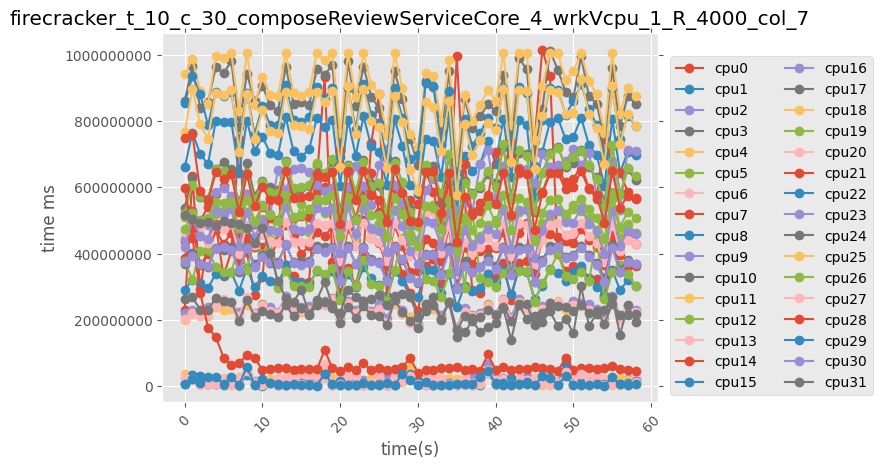 firecracker_t_10_c_30_composeReviewServiceCore_4_wrkVcpu_1_R_4000_col_7
time ms
1000000000
800000000
600000000
400000000
200000000
0
0
10
20
30
40
50
60
time(s)
cpu0
cpu1
cpu2
cpu3
cpu4
cpu5
cpu6
cpu7
cpu8
cpu9
cpu10
cpu11
cpu12
cpu13
cpu14
cpu15
cpu16
cpu17
cpu18
cpu19
cpu20
cpu21
cpu22
cpu23
cpu24
cpu25
cpu26
cpu27
cpu28
cpu29
cpu30
cpu31